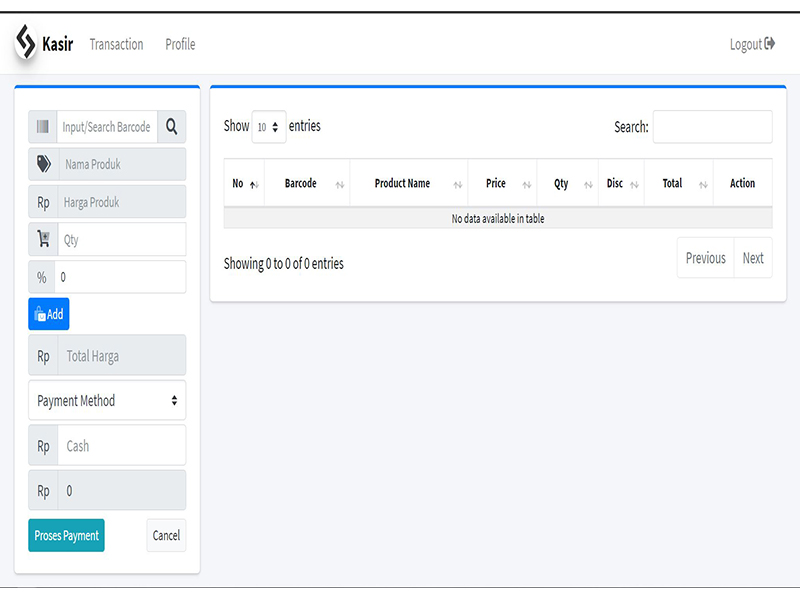 Kasir Transaction Profile Logout
Input/Search Barcode
Nama Produk
Rp Harga Produk
Qty
% 0
Add
Rp Total Harga
Payment Method
Rp Cash
Rp 0
Proses Payment Cancel
Show 10 entries Search:
No Barcode Product Name Price Qty Disc Total Action
No data available in table
Showing 0 to 0 of 0 entries Previous Next